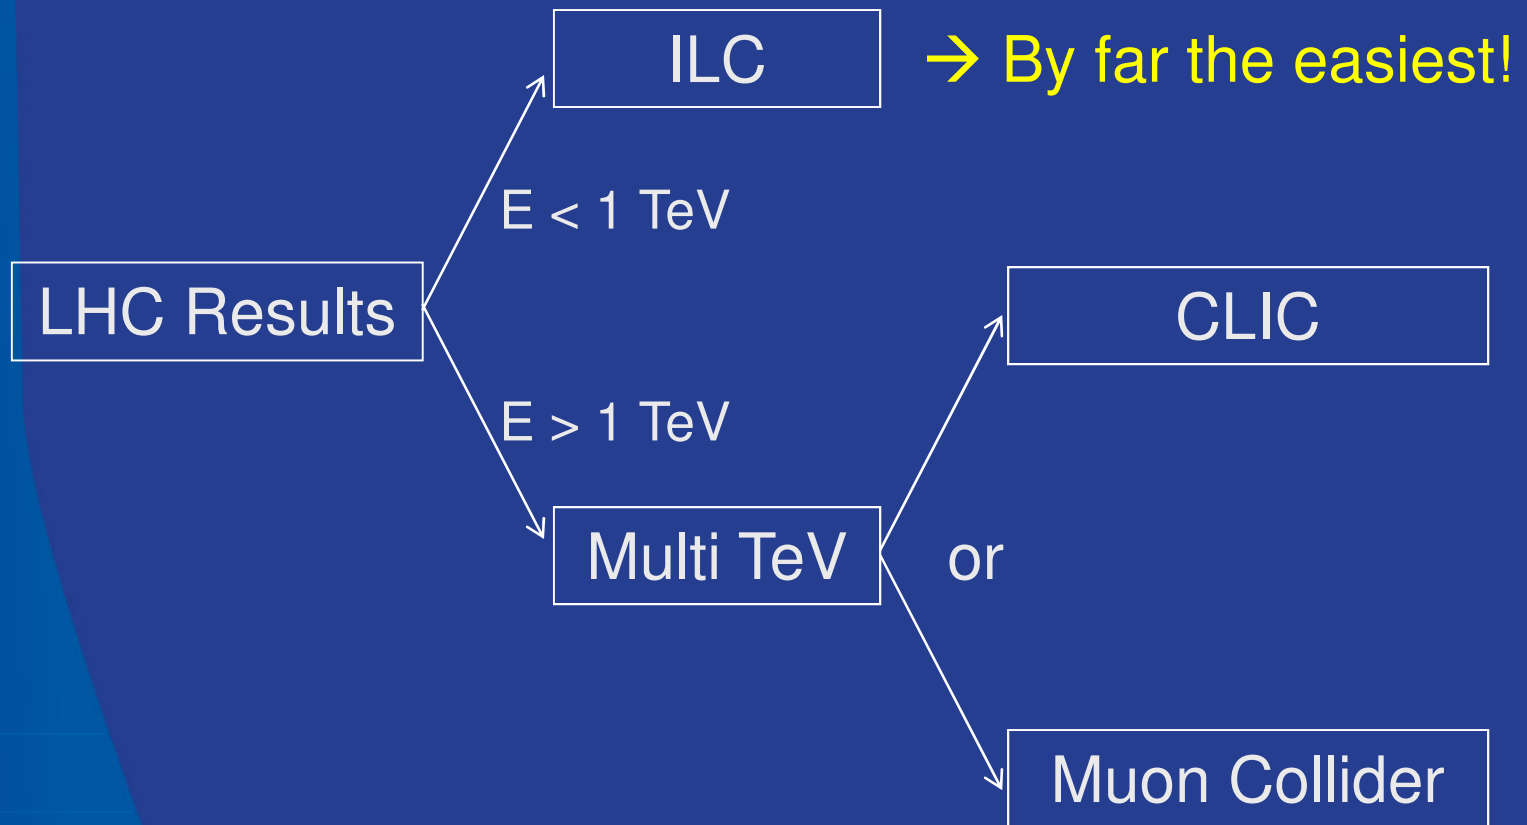 ILC → By far the easiest!
E < 1 TeV
LHC Results
CLIC
E > 1 TeV
Multi TeV or
Muon Collider